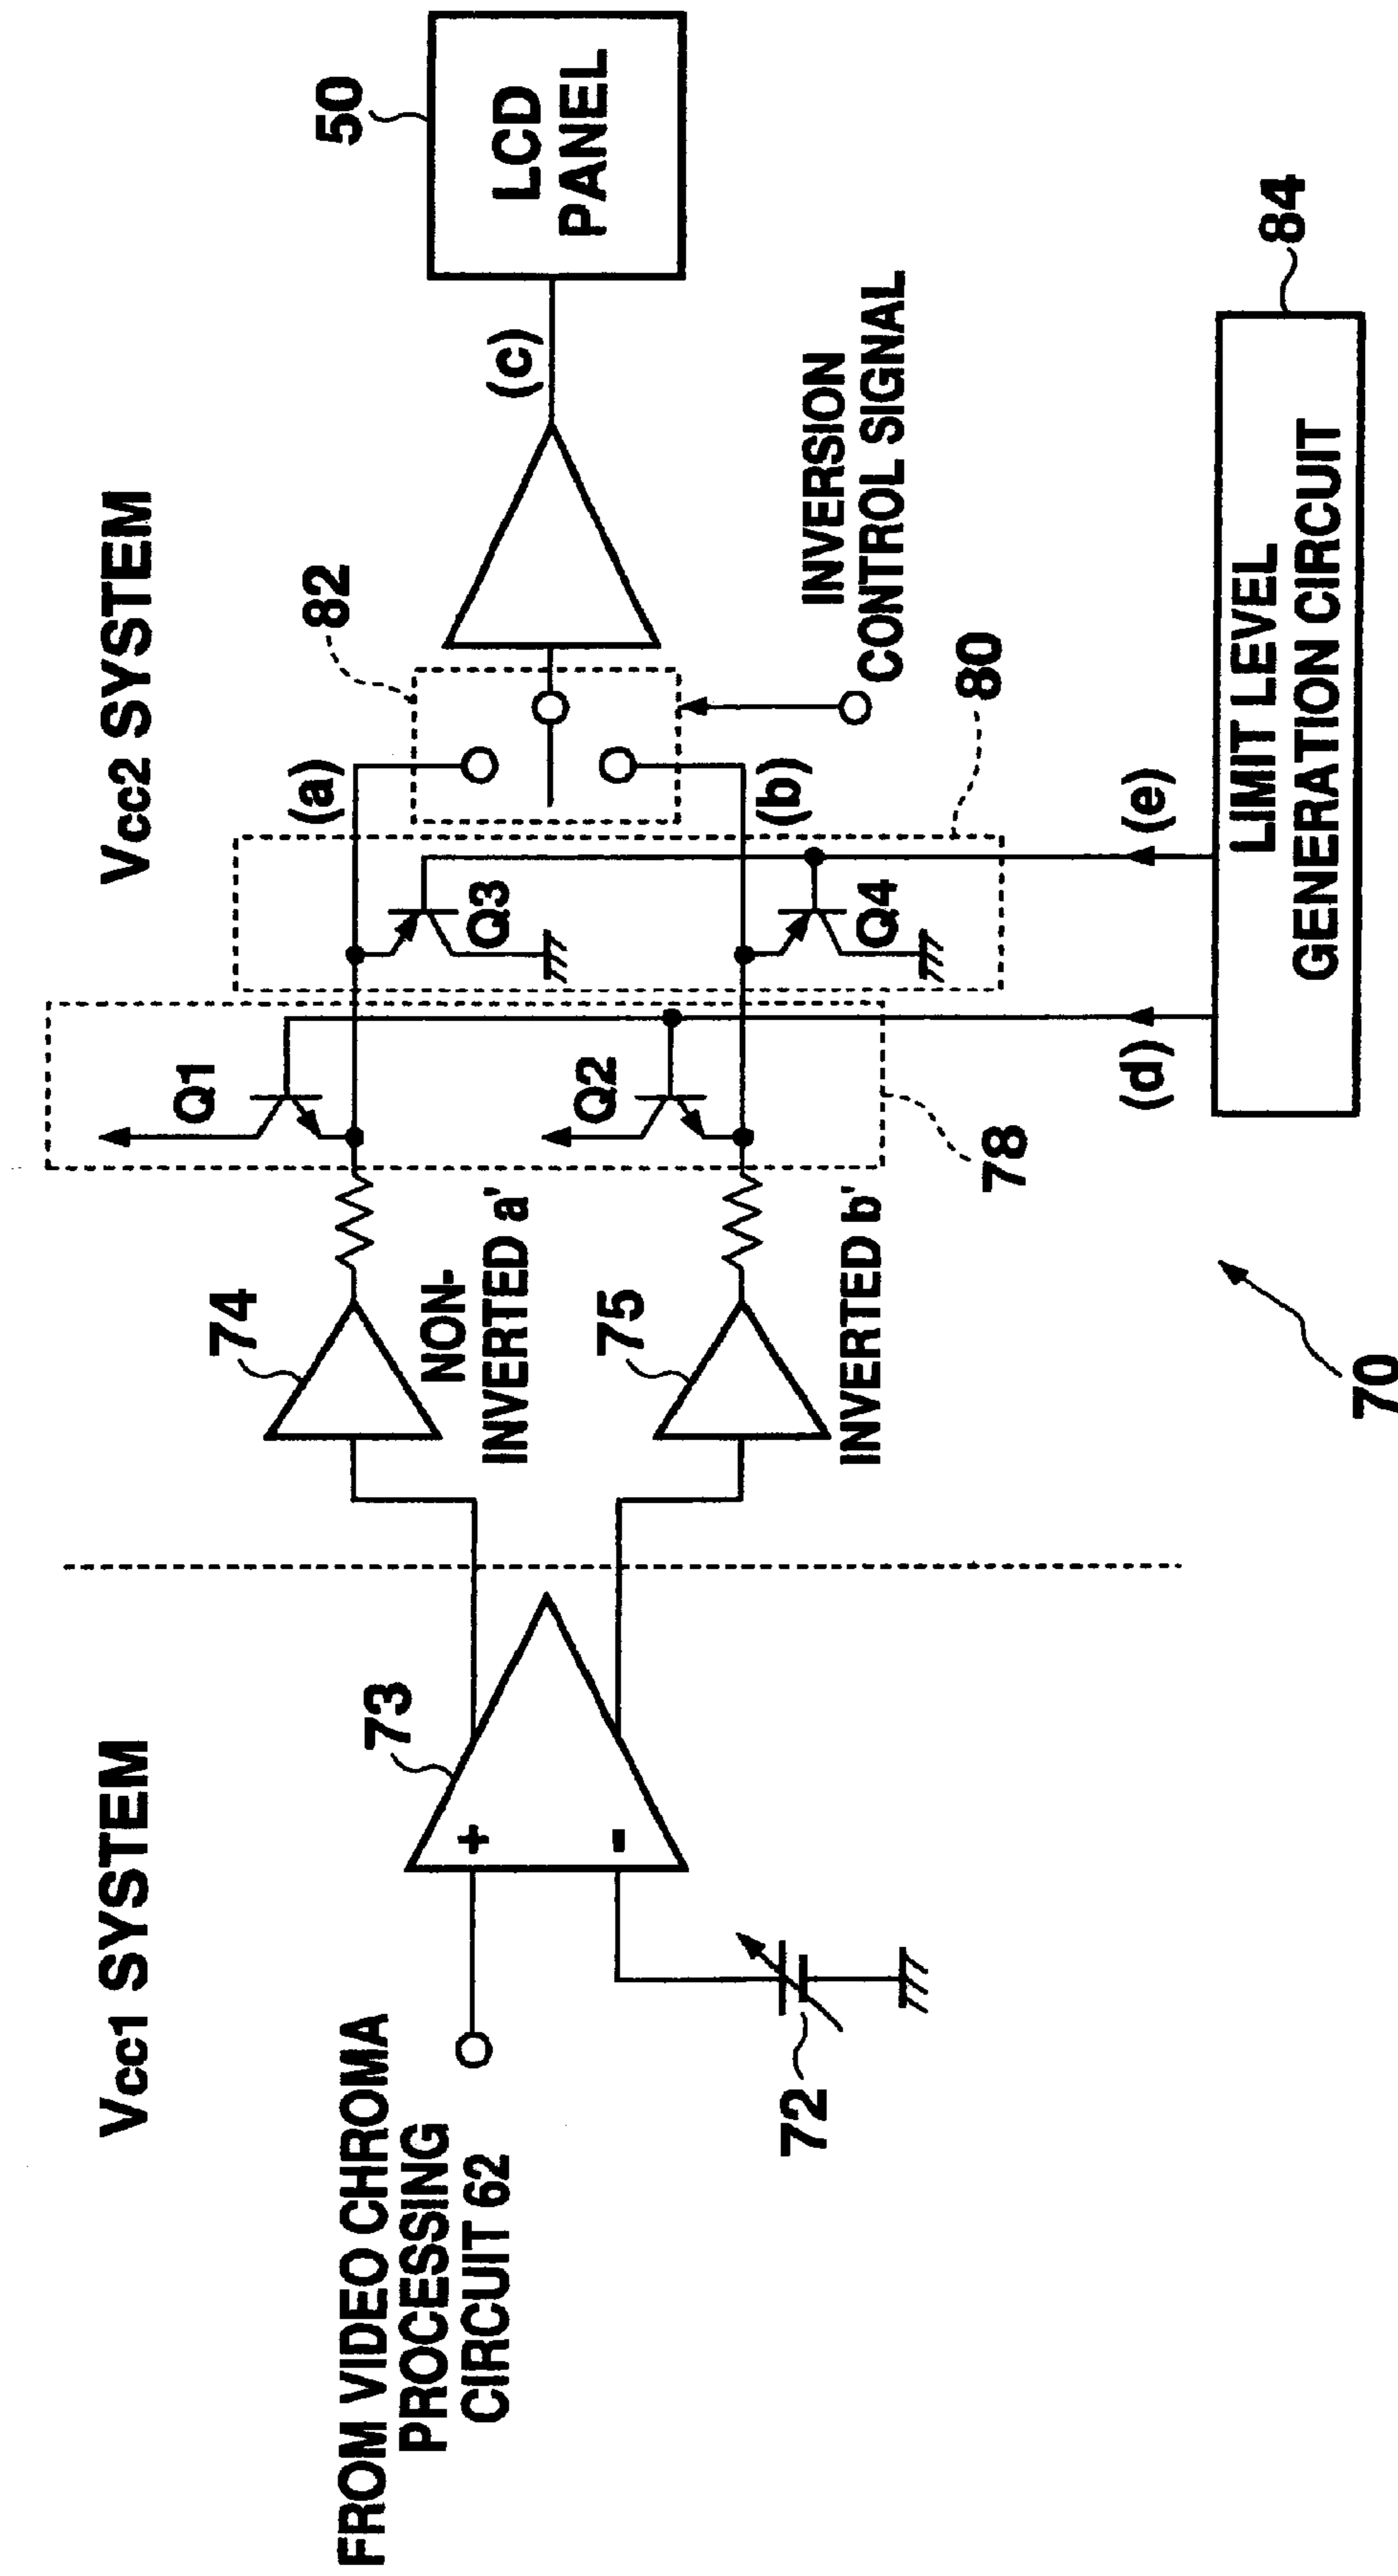 Vcc1 SYSTEM
Vcc2 SYSTEM
FROM VIDEO CHROMA
PROCESSING
CIRCUIT 62
72
73
+
-
74
NON-
INVERTED a'
75
INVERTED b'
Q1
Q2
78
Q3
Q4
80
(a)
(b)
82
INVERSION
CONTROL SIGNAL
(c)
50
LCD
PANEL
(d)
(e)
LIMIT LEVEL
GENERATION CIRCUIT
84
70